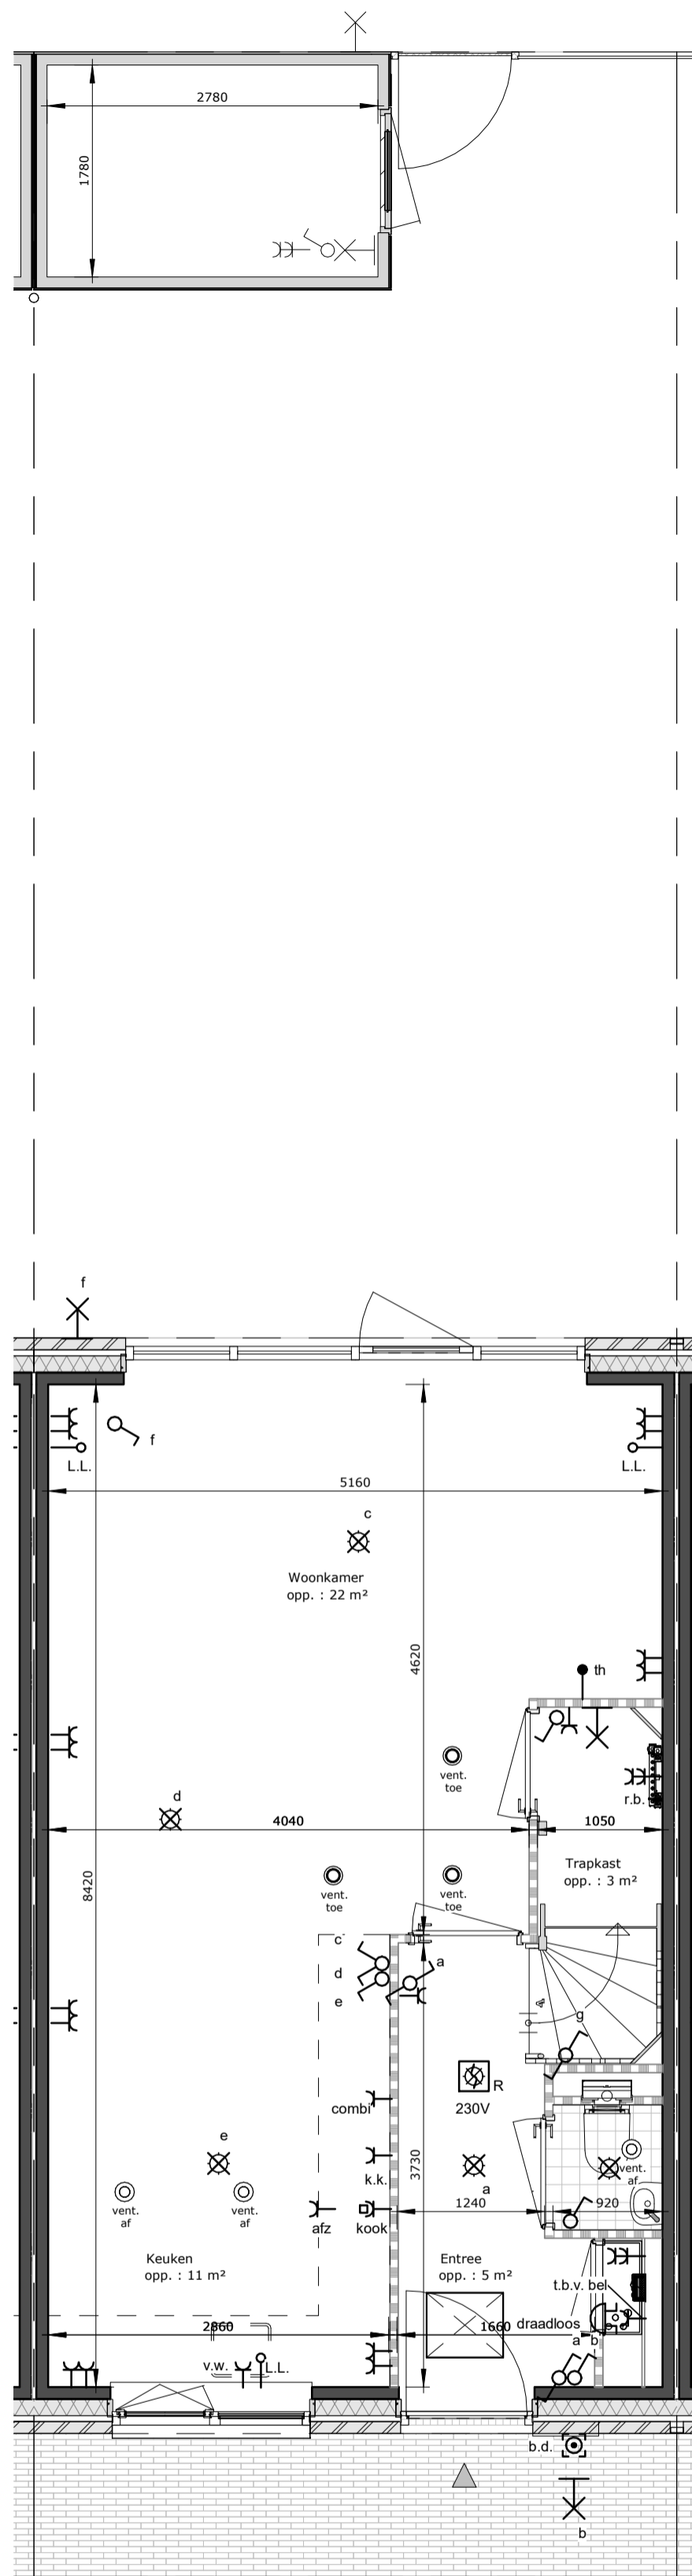 2780
1780
f
f
L.L.
L.L.
5160
c
Woonkamer
opp. : 22 m²
4620
th
vent.
toe
r.b.
d
4040
1050
8420
Trapkast
opp. : 3 m²
vent.
toe
vent.
toe
c
d
e
a
g
combi
R
230V
e
k.k.
3730
a
vent.
af
vent.
af
vent.
af
1240
920
afz
kook
Keuken
opp. : 11 m²
Entree
opp. : 5 m²
t.b.v. bel
draadloos
2860
1660
a
b
v.w.
L.L.
b.d.
b